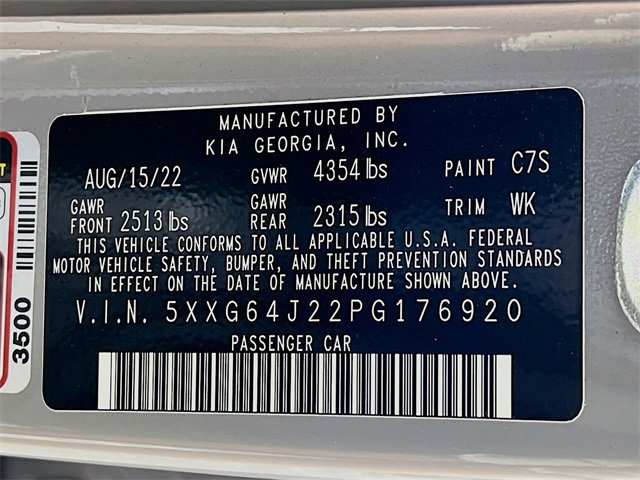 MANUFACTURED BY
KIA GEORGIA, INC.
AUG/15/22 GVWR 4354 lbs PAINT C7S
GAWR FRONT 2513 lbs GAWR REAR 2315 lbs TRIM WK
THIS VEHICLE CONFORMS TO ALL APPLICABLE U.S.A. FEDERAL
MOTOR VEHICLE SAFETY, BUMPER, AND THEFT PREVENTION STANDARDS
IN EFFECT ON THE DATE OF MANUFACTURE SHOWN ABOVE.
V.I.N. 5XXG64J22PG176920
PASSENGER CAR
3500